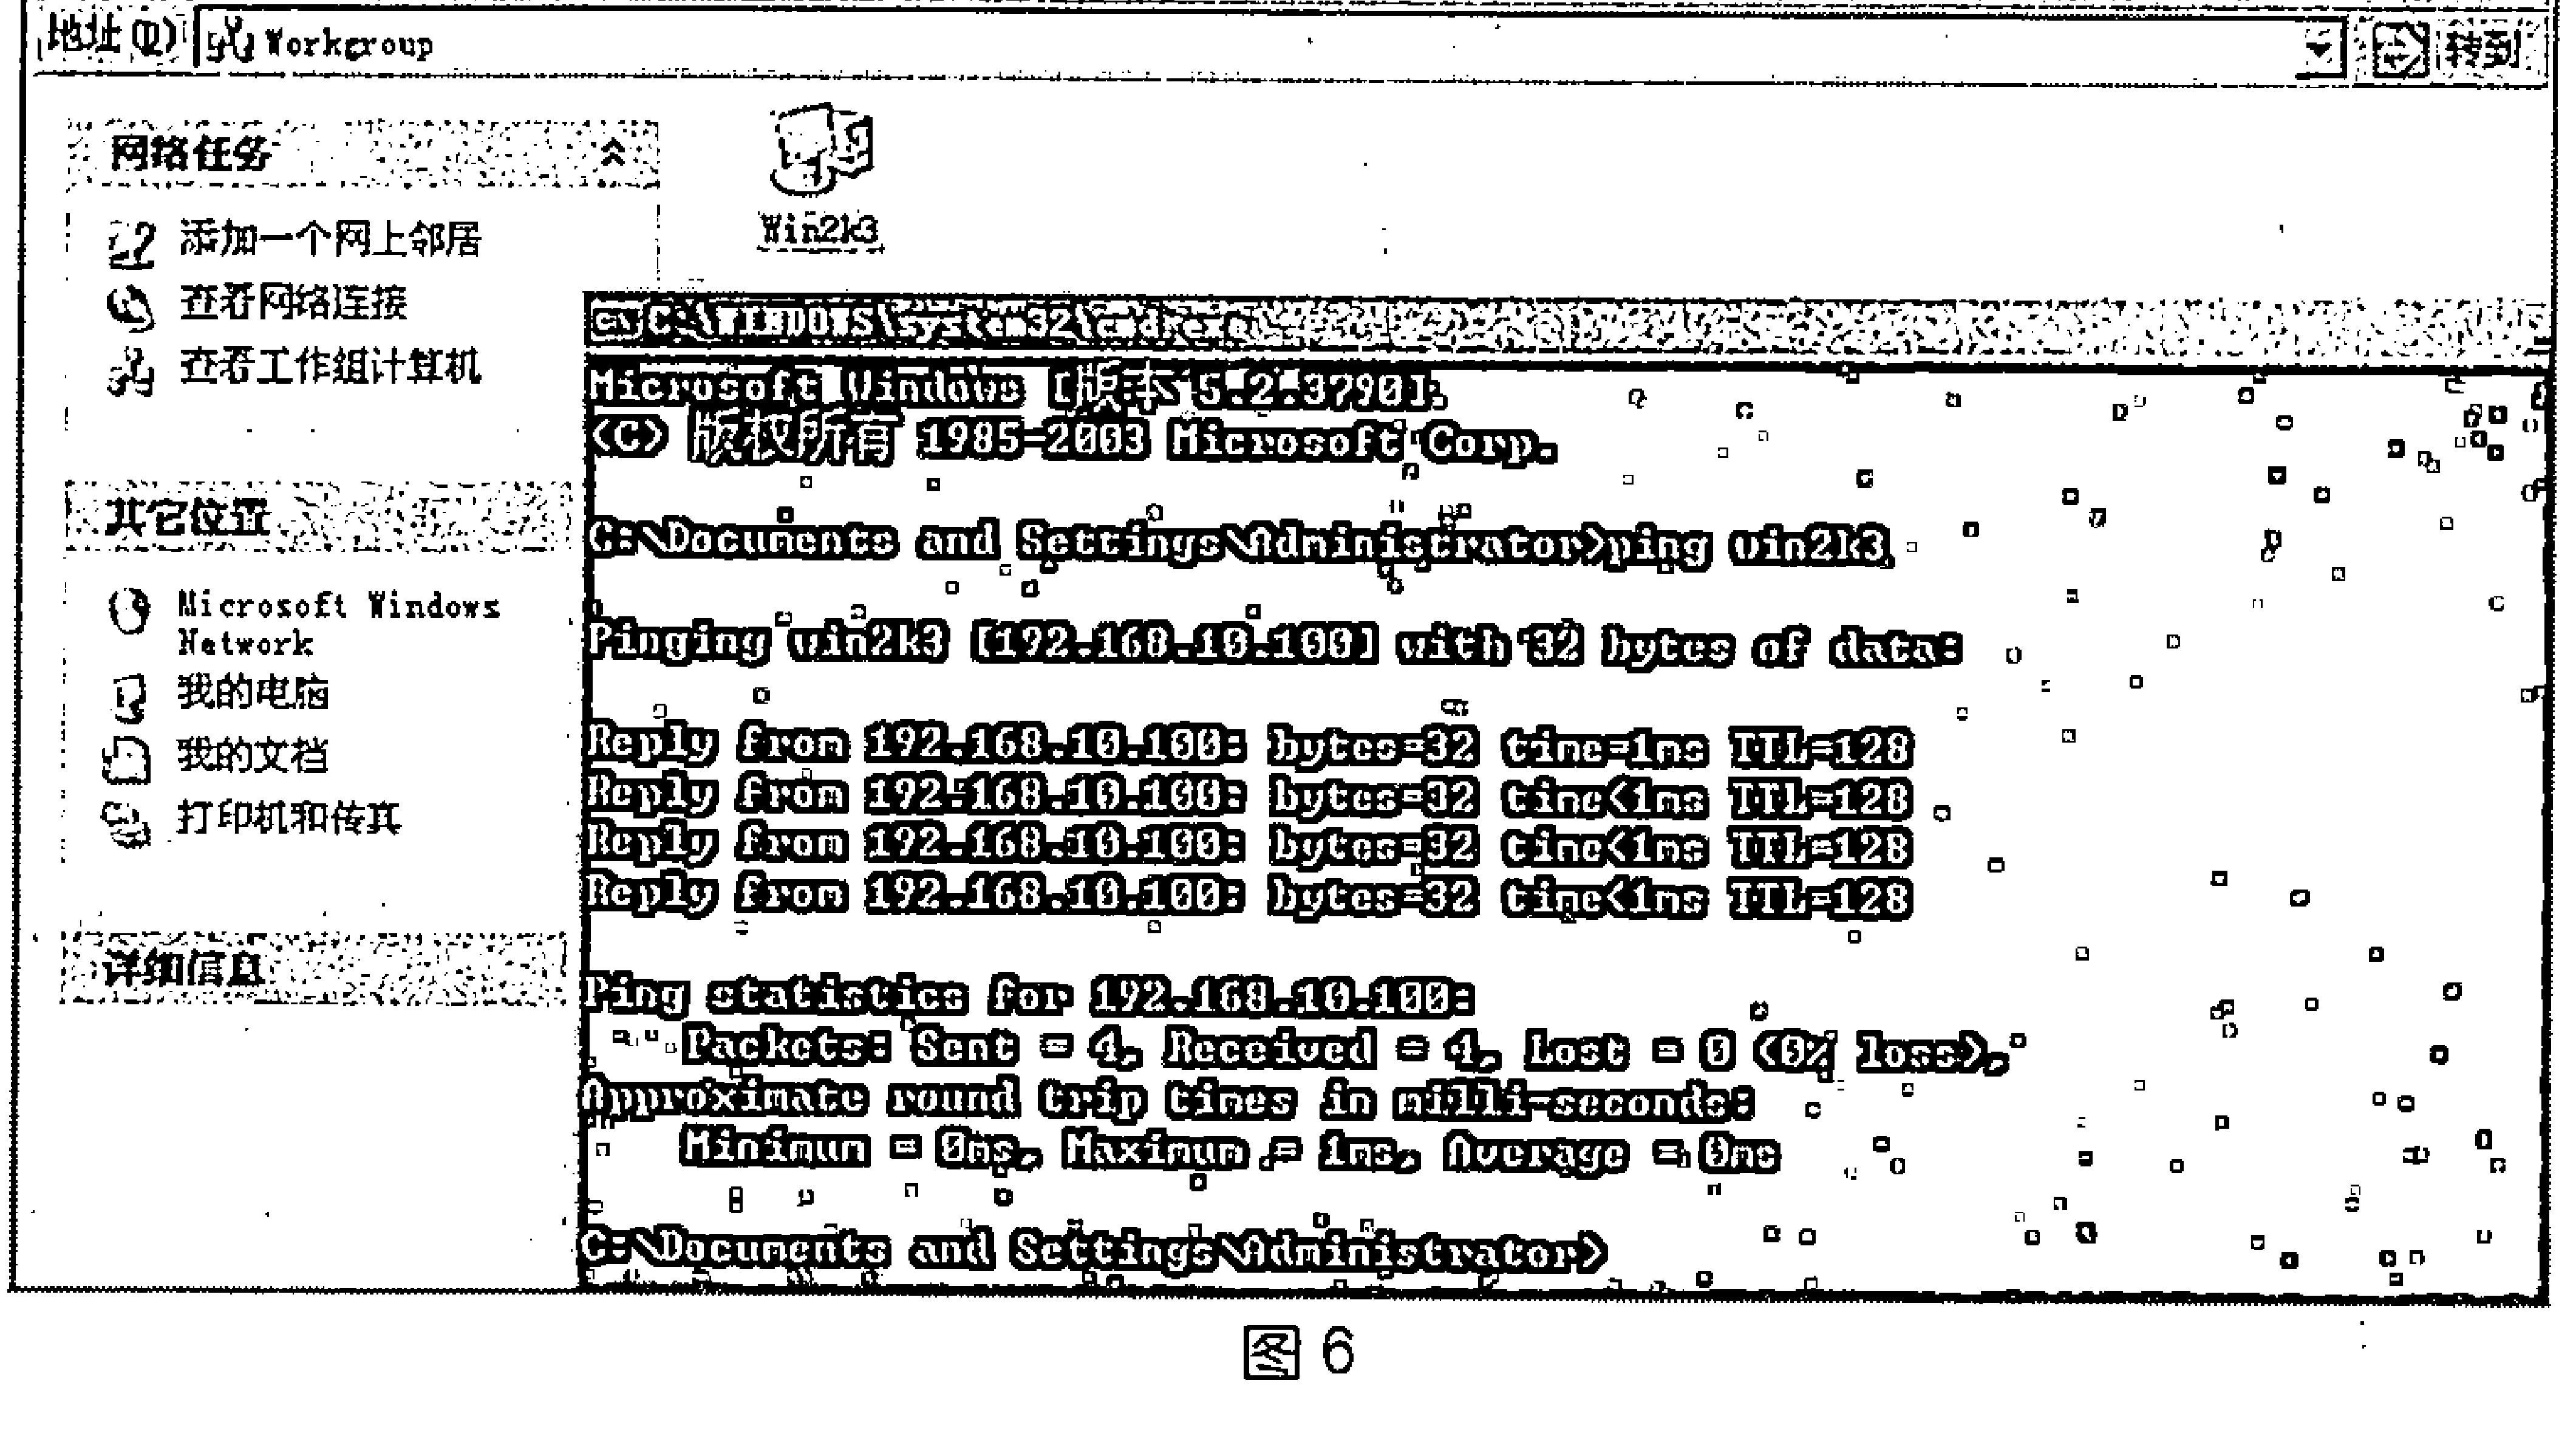 地址(D) Workgroup 转到
网络任务
添加一个网上邻居
查看网络连接
查看工作组计算机
其它位置
Microsoft Windows
Network
我的电脑
我的文档
打印机和传真
详细信息
Win2k3
C:\WINDOWS\system32\cmd.exe
Microsoft Windows [版本 5.2.3790]
(C) 版权所有 1985-2003 Microsoft Corp.
C:\Documents and Settings\Administrator>ping win2k3
Pinging win2k3 [192.168.10.100] with 32 bytes of data:
Reply from 192.168.10.100: bytes=32 time=1ms TTL=128
Reply from 192.168.10.100: bytes=32 time<1ms TTL=128
Reply from 192.168.10.100: bytes=32 time<1ms TTL=128
Reply from 192.168.10.100: bytes=32 time<1ms TTL=128
Ping statistics for 192.168.10.100:
Packets: Sent = 4, Received = 4, Lost = 0 (0% loss),
Approximate round trip times in milli-seconds:
Minimum = 0ms, Maximum = 1ms, Average = 0ms
C:\Documents and Settings\Administrator>
图 6